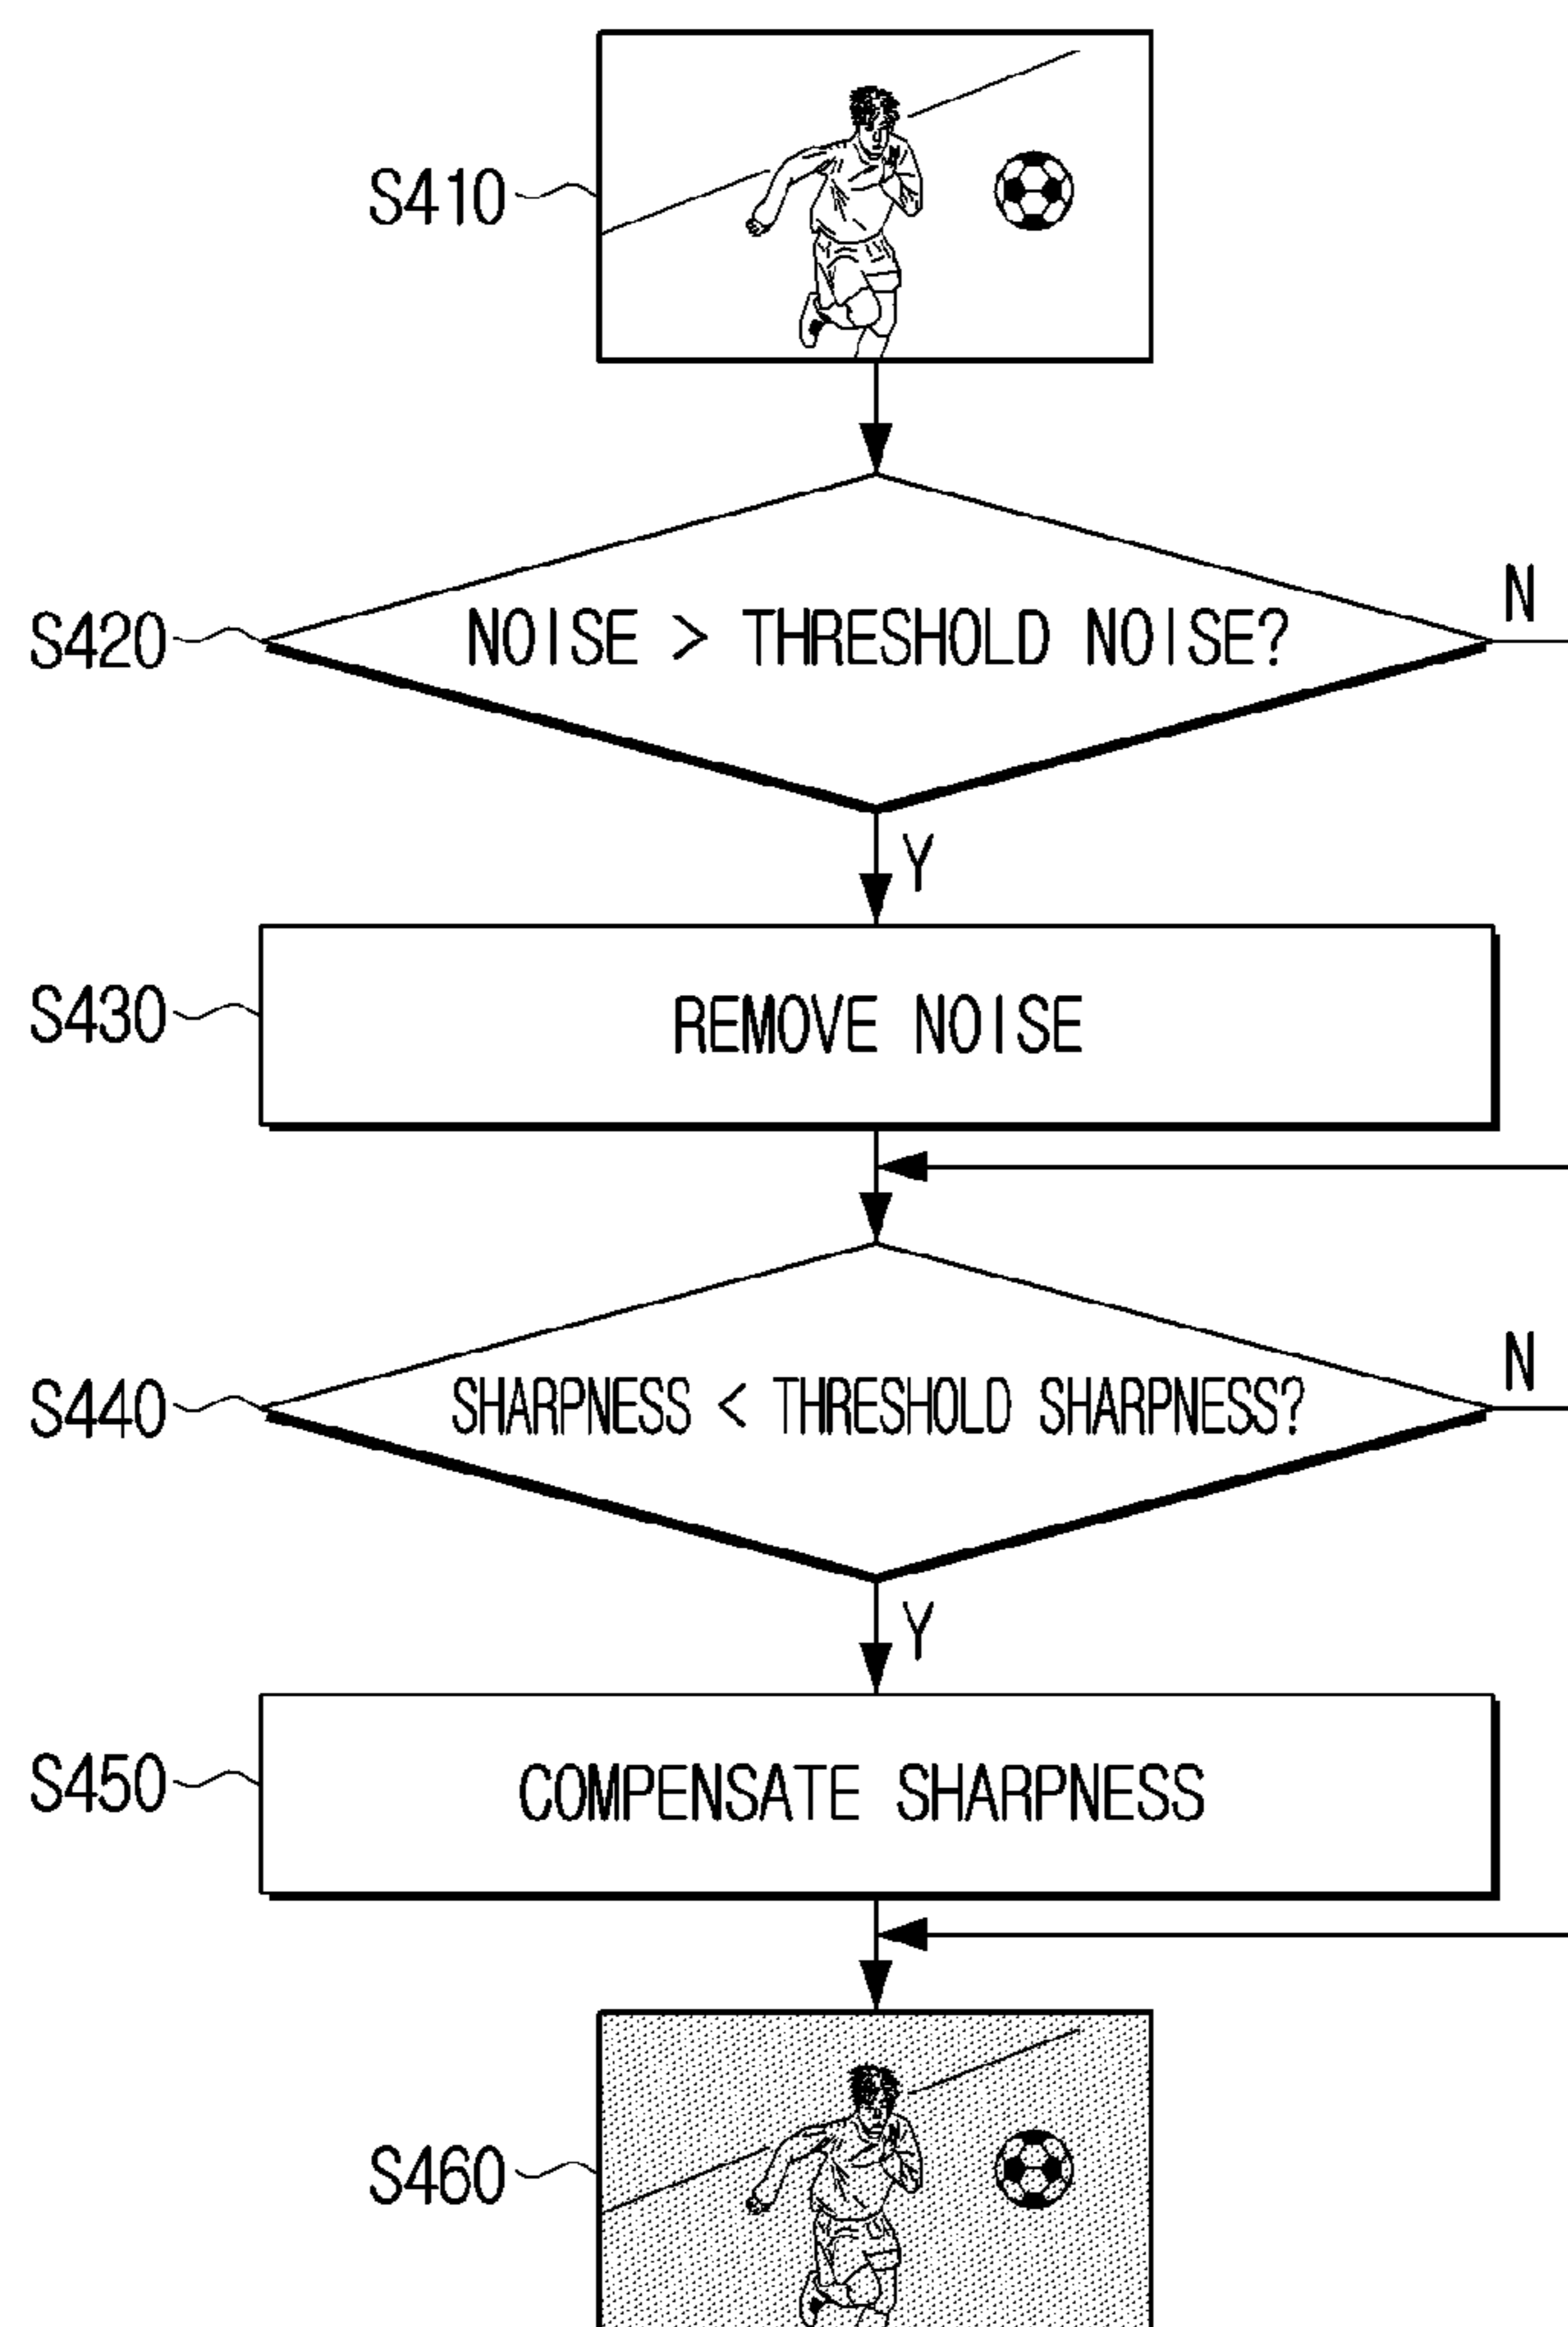 S410
S420
NOISE > THRESHOLD NOISE?
N
Y
S430
REMOVE NOISE
S440
SHARPNESS < THRESHOLD SHARPNESS?
N
Y
S450
COMPENSATE SHARPNESS
S460